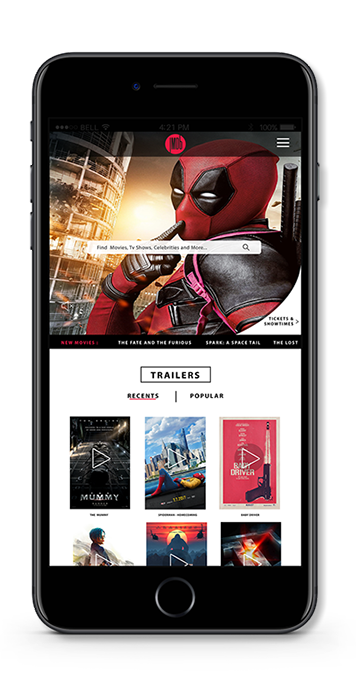 BELL 4:21 PM 100%
IMDb
Find Movies, Tv Shows, Celebrities and More...
TICKETS &
SHOWTIMES >
NEW MOVIES : THE FATE AND THE FURIOUS SPARK: A SPACE TAIL THE LOST
TRAILERS
RECENTS | POPULAR
THE MUMMY
BABY
DRIVER
THE MUMMY SPIDERMAN : HOMECOMING BABY DRIVER